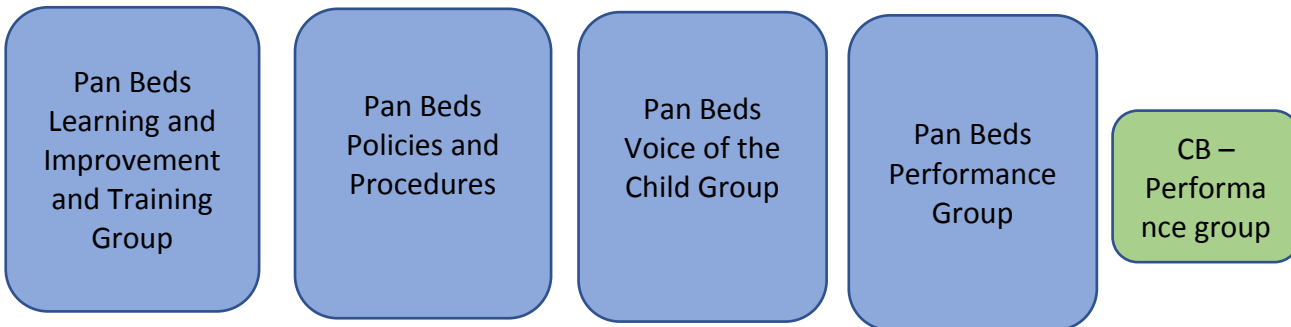 Pan Beds
Learning and
Improvement
and Training
Group
Pan Beds
Policies and
Procedures
Pan Beds
Voice of the
Child Group
Pan Beds
Performance
Group
CB –
Performa
nce group